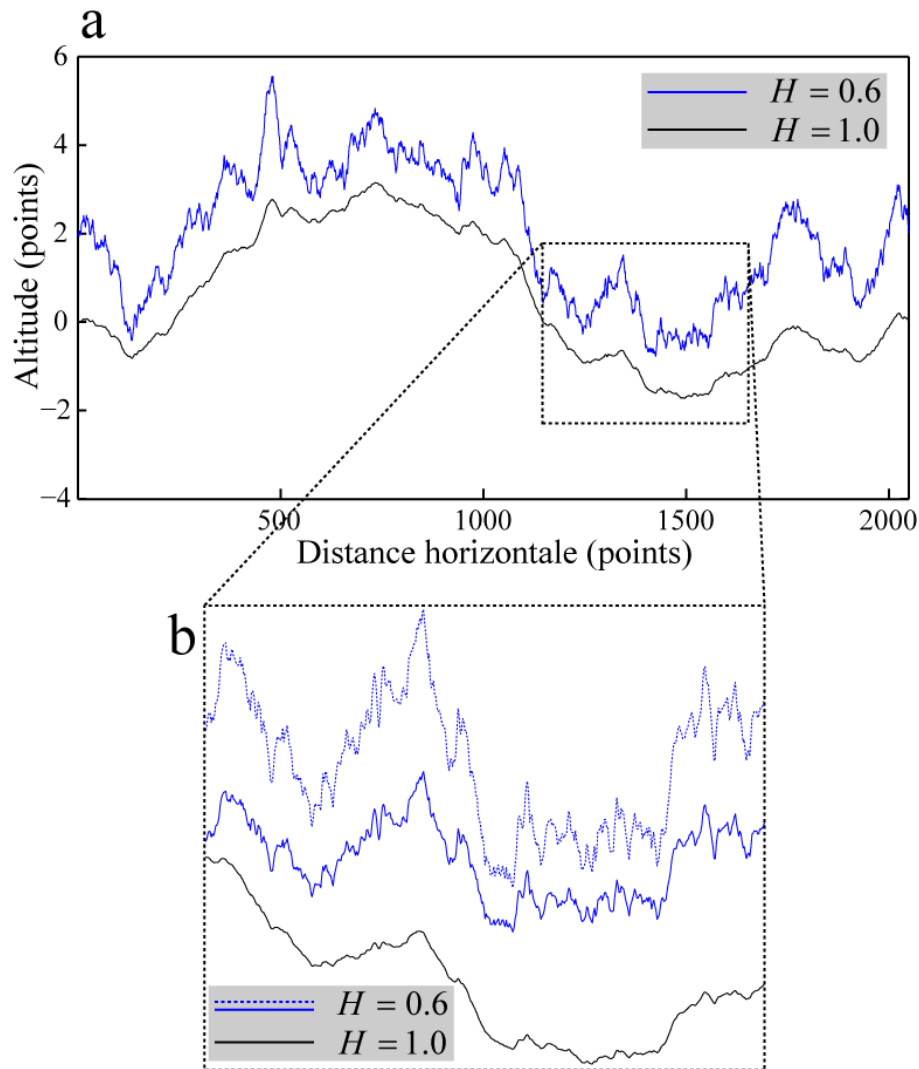 a
6
4
2
0
−2
−4
Altitude (points)
H = 0.6
H = 1.0
500
1000
1500
2000
Distance horizontale (points)
b
H = 0.6
H = 1.0